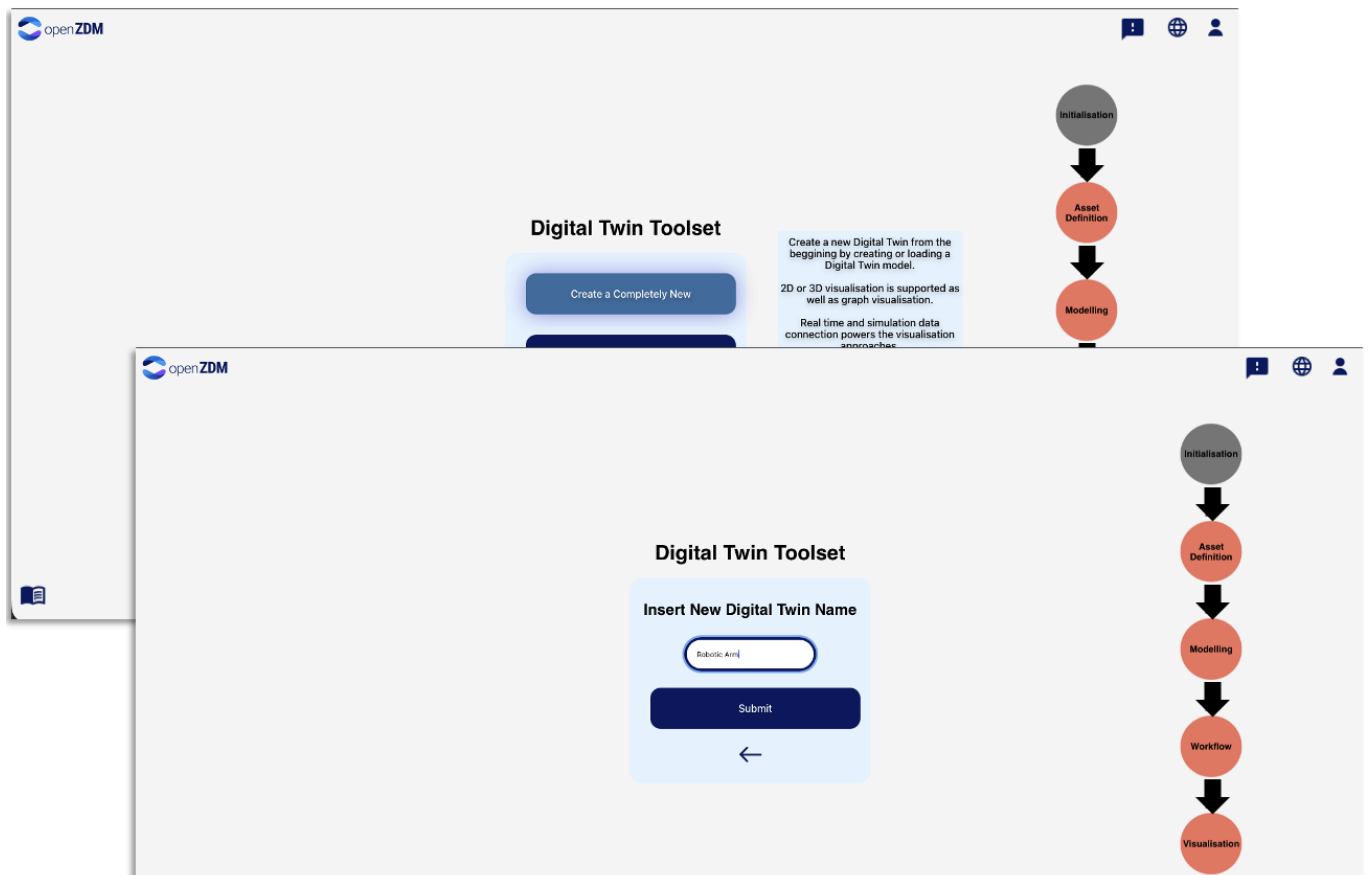 openZDM
Initialisation
Asset
Definition
Modelling
Digital Twin Toolset
Create a Completely New
Create a new Digital Twin from the
beggining by creating or loading a
Digital Twin model.
2D or 3D visualisation is supported as
well as graph visualisation.
Real time and simulation data
connection powers the visualisation
approaches
openZDM
Initialisation
Asset
Definition
Modelling
Workflow
Visualisation
Digital Twin Toolset
Insert New Digital Twin Name
Robotic Arm
Submit